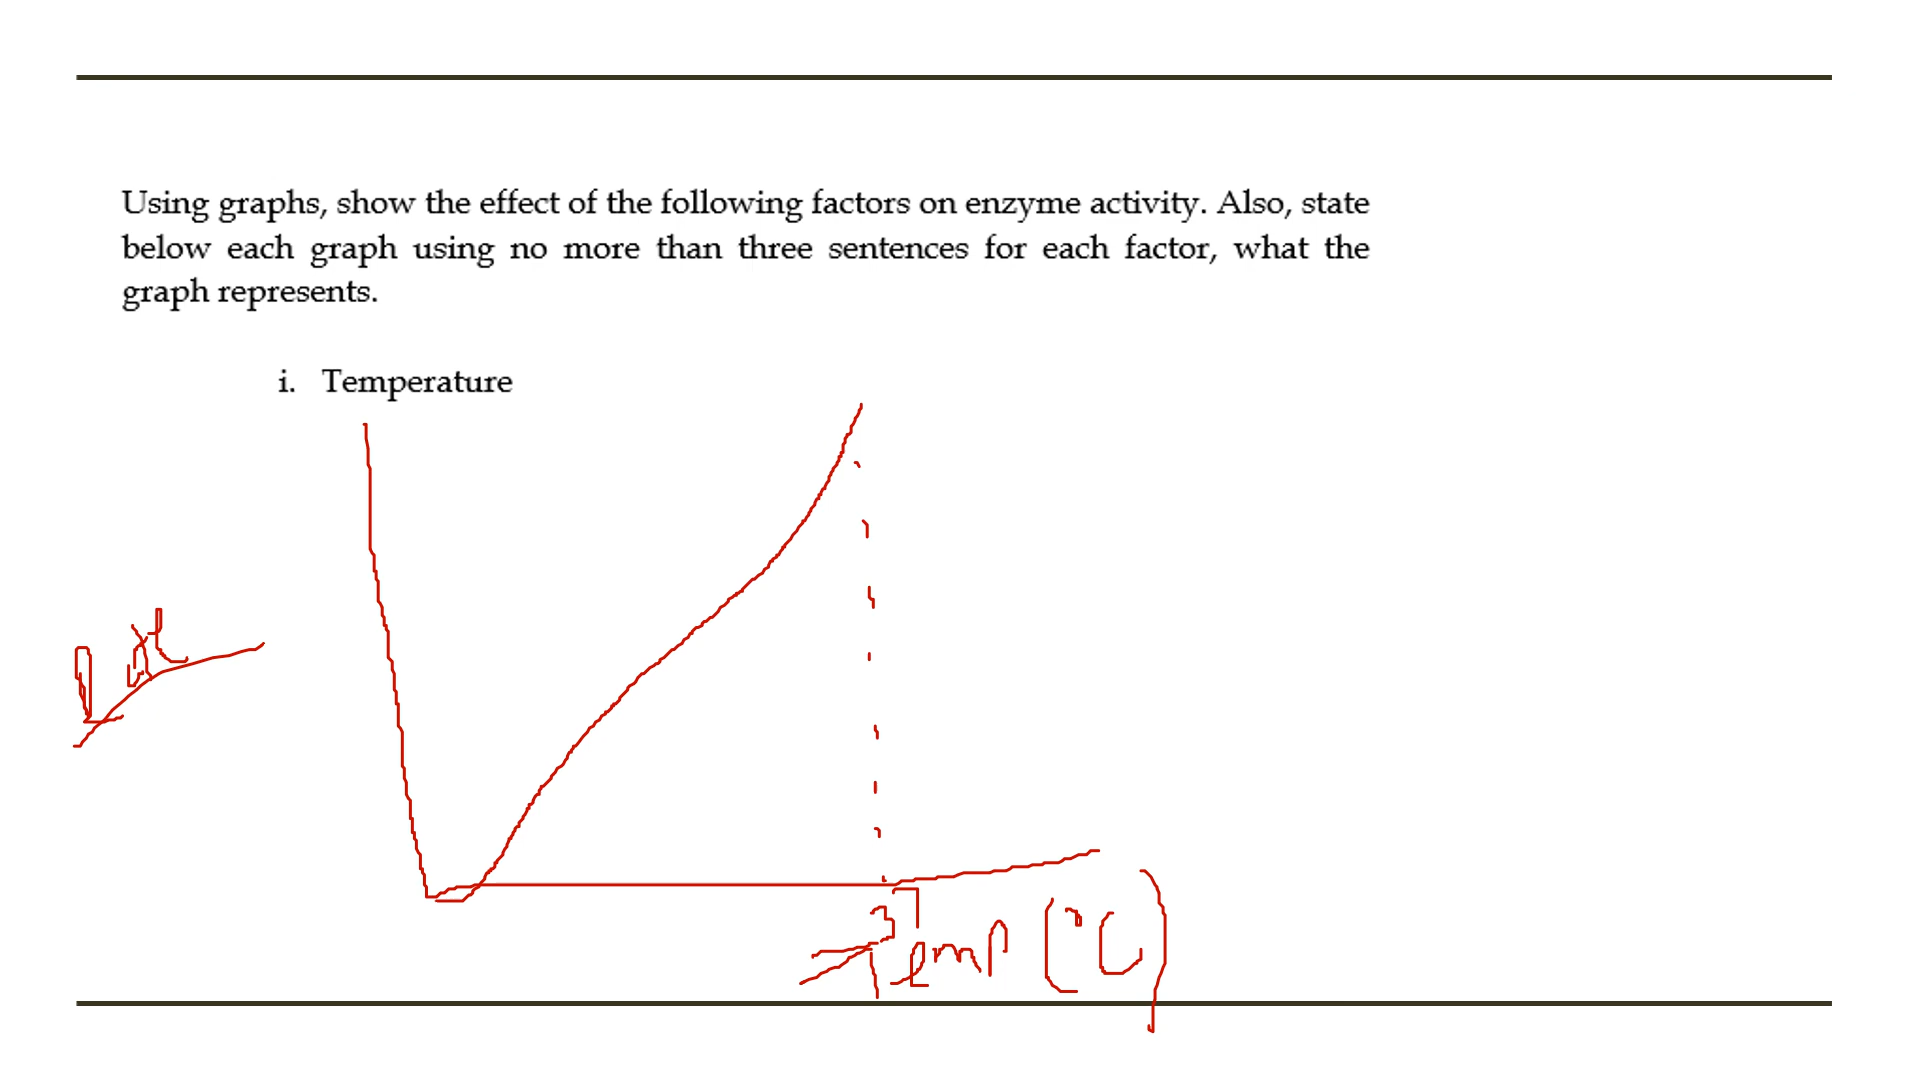 Using graphs, show the effect of the following factors on enzyme activity. Also, state
below each graph using no more than three sentences for each factor, what the
graph represents.
i. Temperature
37
Temp (°C)